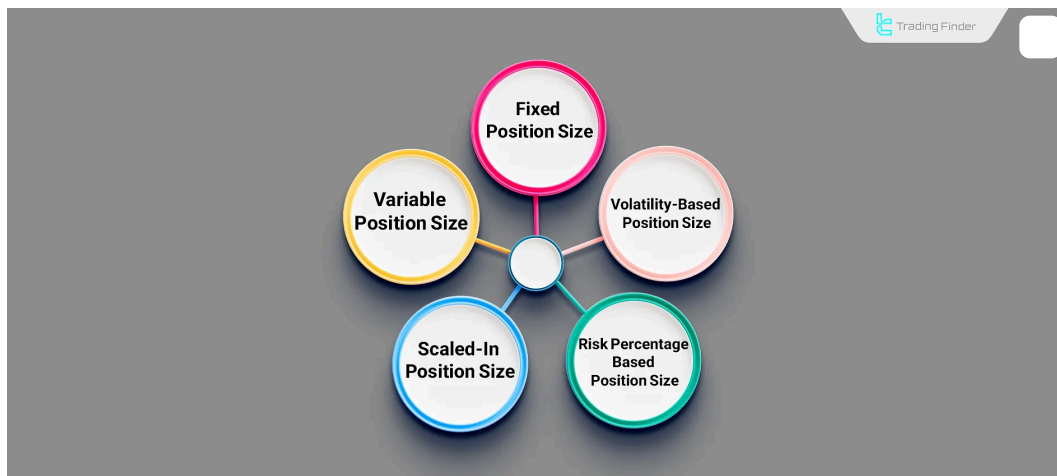 Trading Finder
Fixed
Position Size
Variable
Position Size
Volatility-Based
Position Size
Scaled-In
Position Size
Risk Percentage
Based
Position Size